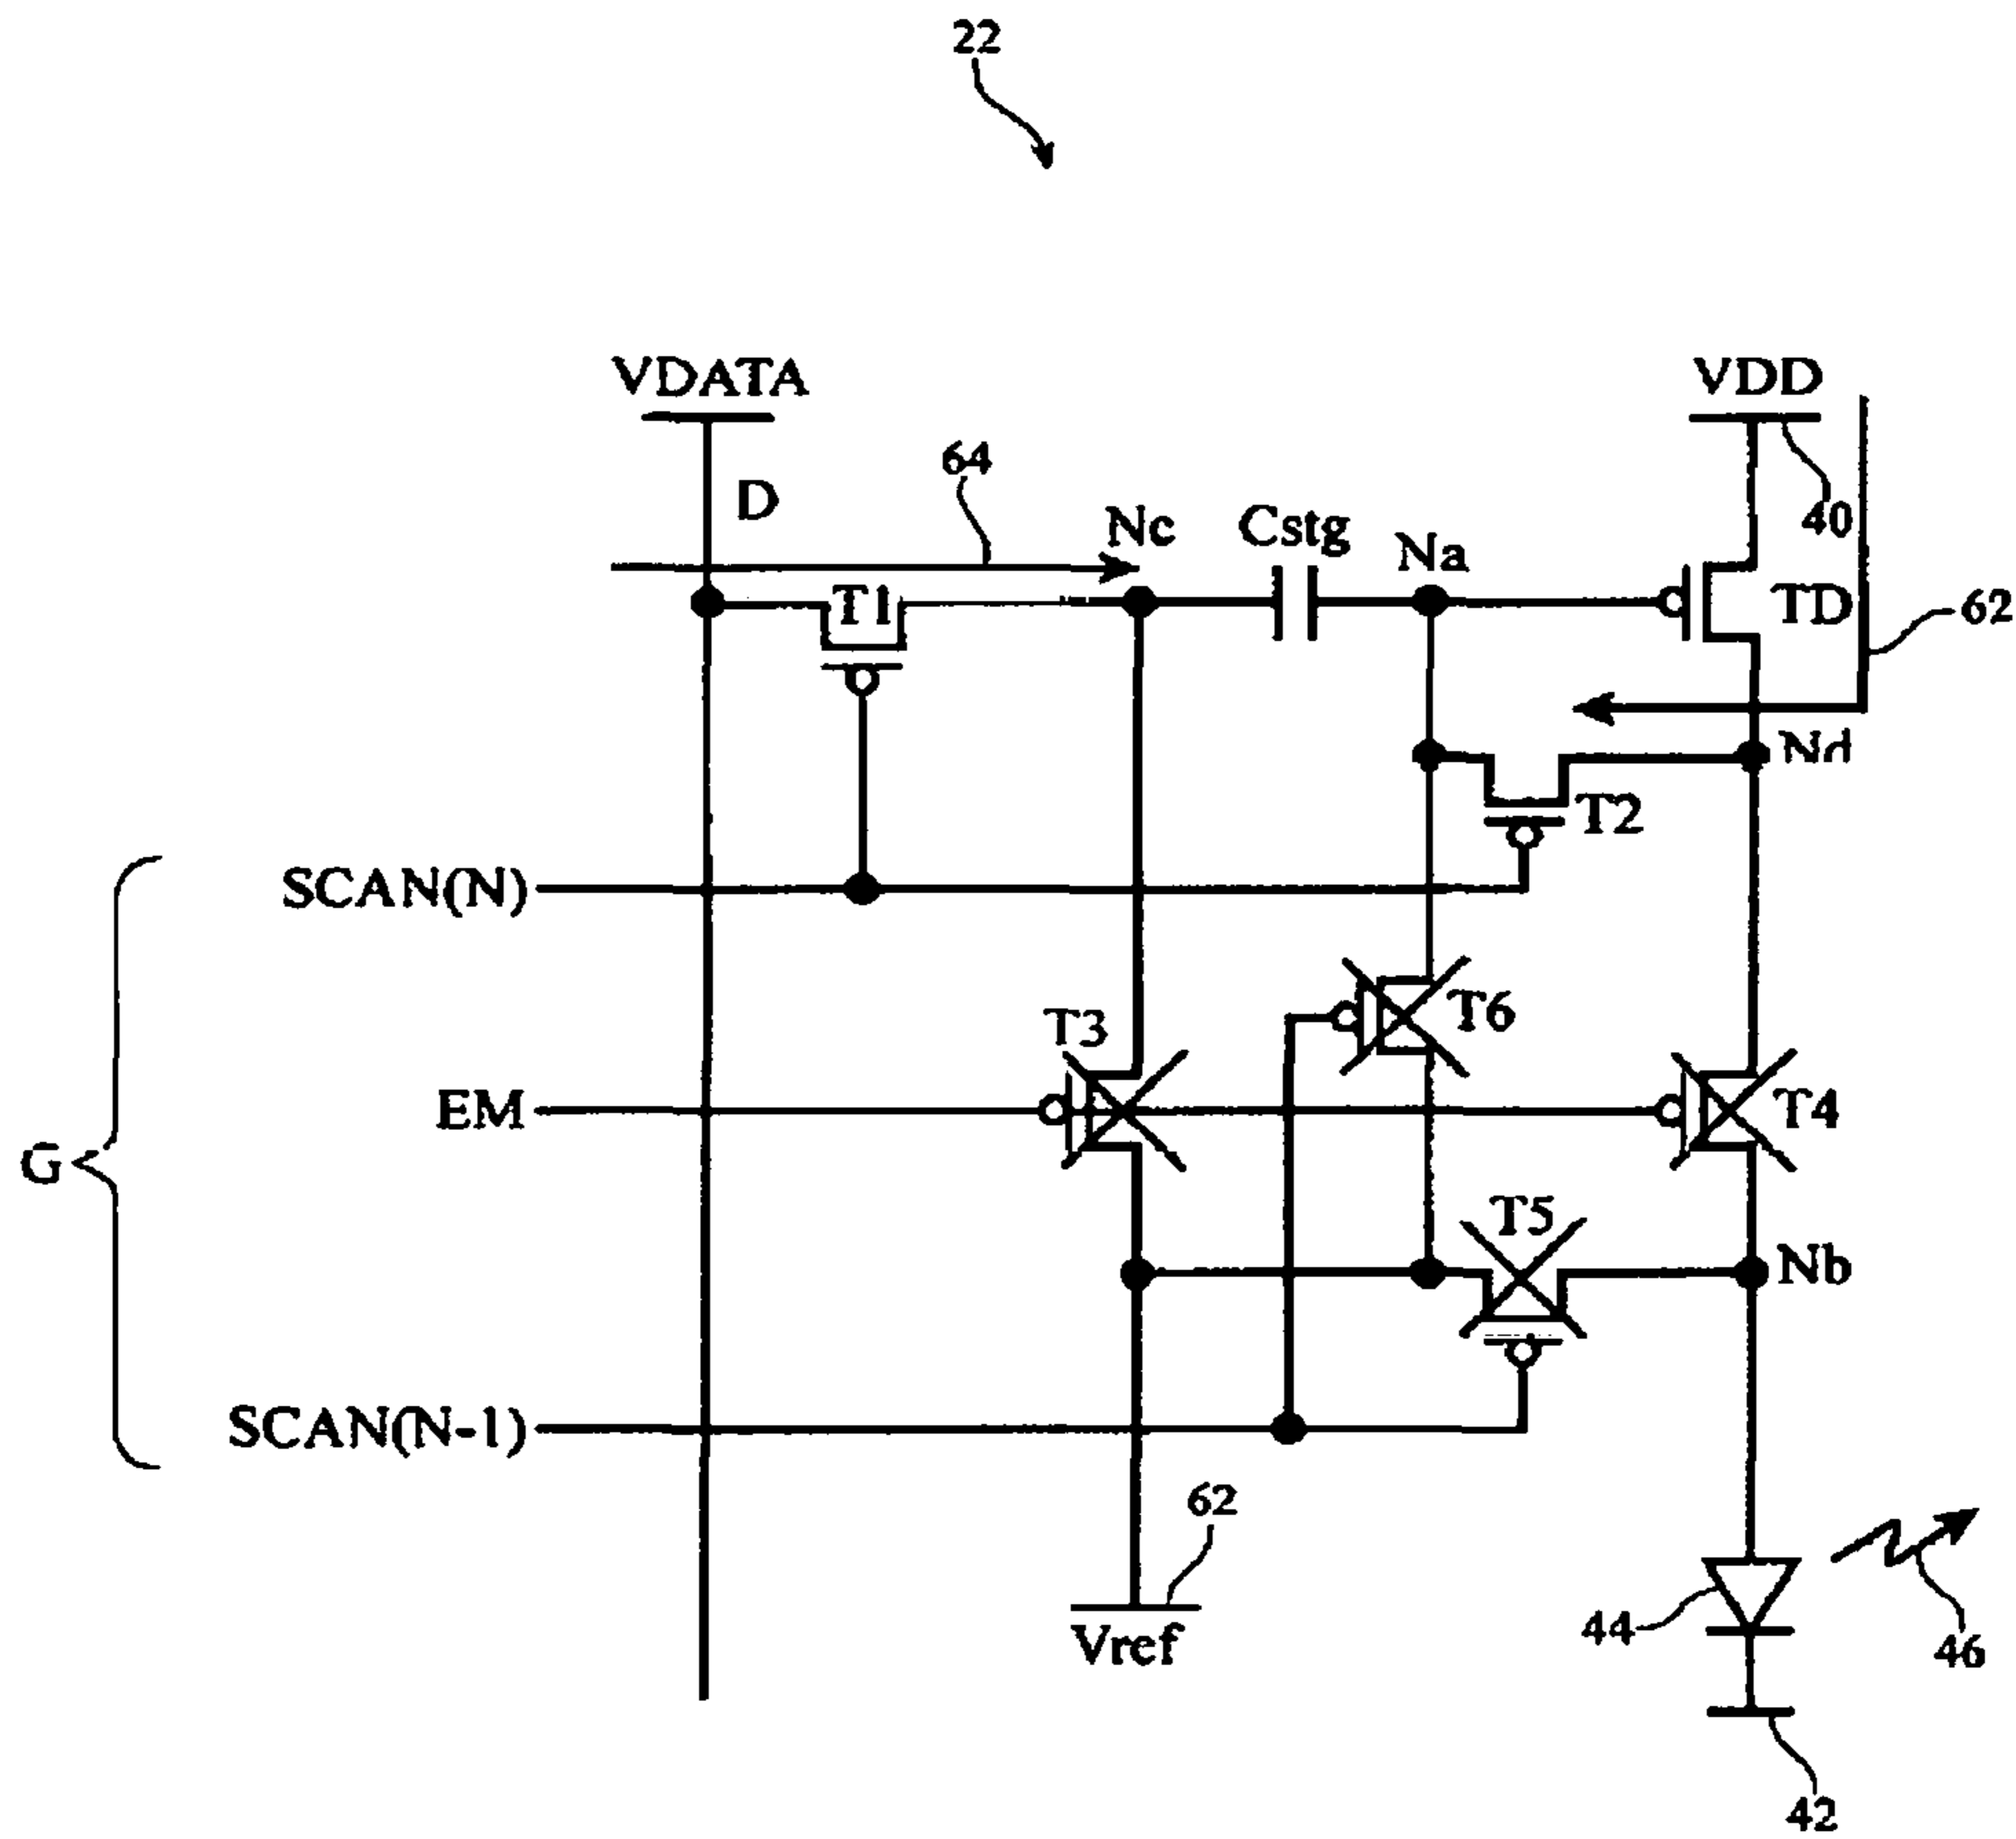 22
VDATA
VDD
D
64
Nc
Cstg
Na
40
T1
TD
62
Nd
T2
SCAN(N)
T3
T6
EM
T4
G
T5
Nb
SCAN(N-1)
62
Vref
44
46
42